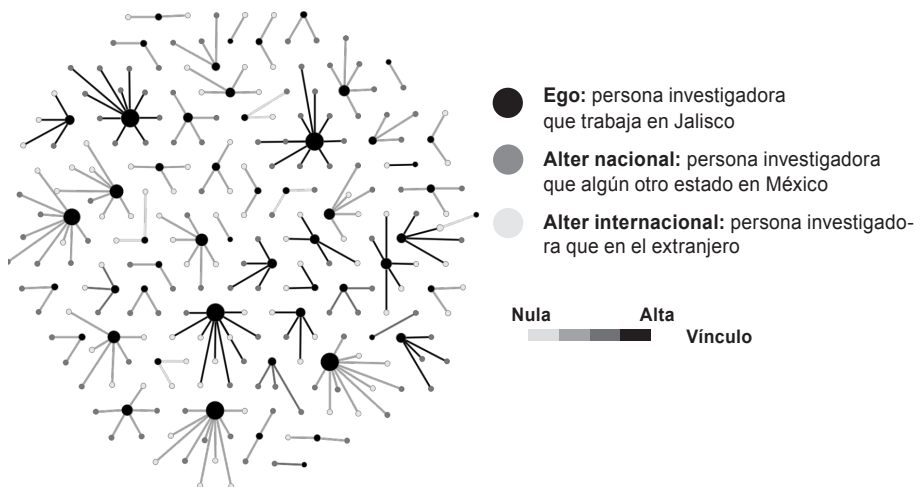 Ego: persona investigadora
que trabaja en Jalisco
Alter nacional: persona investigadora
que algún otro estado en México
Alter internacional: persona investigado-
ra que en el extranjero
Nula Alta
Vínculo